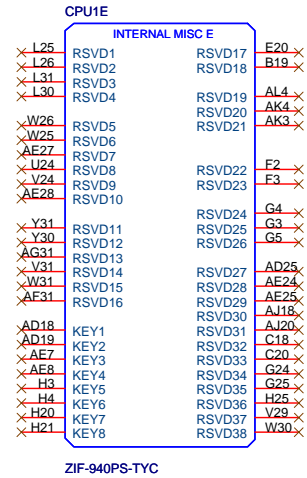 CPU1E
INTERNAL MISC E
L25 RSVD1 RSVD17 E20
L26 RSVD2 RSVD18 B19
L31 RSVD3
L30 RSVD4 RSVD19 AL4
RSVD20 AK4
W26 RSVD5 RSVD21 AK3
W25 RSVD6
AE27 RSVD7
U24 RSVD8 RSVD22 F2
V24 RSVD9 RSVD23 F3
AE28 RSVD10
RSVD24 G4
Y31 RSVD11 RSVD25 G3
Y30 RSVD12 RSVD26 G5
AG31 RSVD13
V31 RSVD14 RSVD27 AD25
W31 RSVD15 RSVD28 AE24
AF31 RSVD16 RSVD29 AE25
RSVD30 AJ18
AD18 KEY1 RSVD31 AJ20
AD19 KEY2 RSVD32 C18
AE7 KEY3 RSVD33 C20
AE8 KEY4 RSVD34 G24
H3 KEY5 RSVD35 G25
H4 KEY6 RSVD36 H25
H20 KEY7 RSVD37 V29
H21 KEY8 RSVD38 W30
ZIF-940PS-TYC